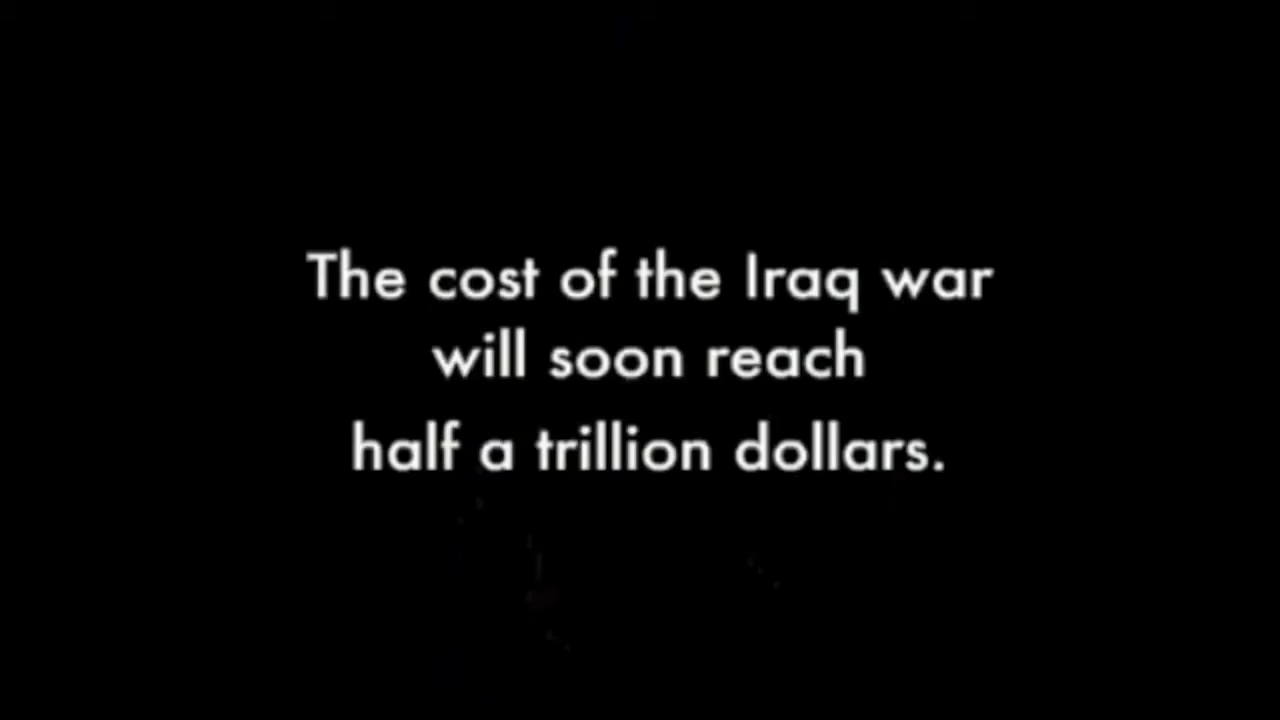 The cost of the Iraq war
will soon reach
half a trillion dollars.